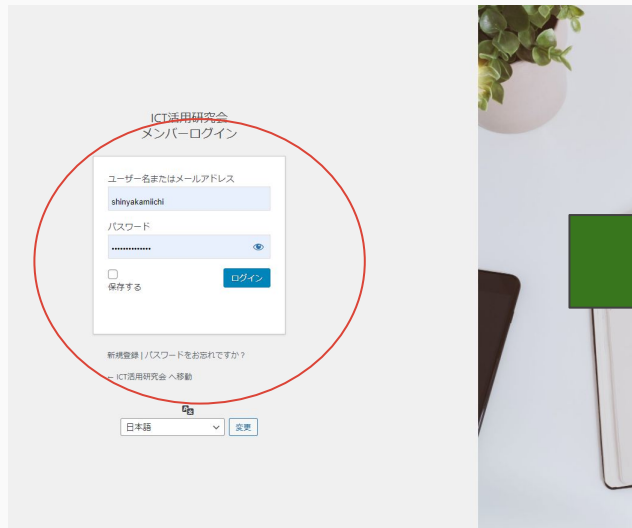 ICT活用研究会
メンバーログイン
ユーザー名またはメールアドレス
shinyakamiichi
パスワード
••••••••••••••
保存する
ログイン
新規登録 | パスワードをお忘れですか ?
← ICT活用研究会 へ移動
日本語
変更